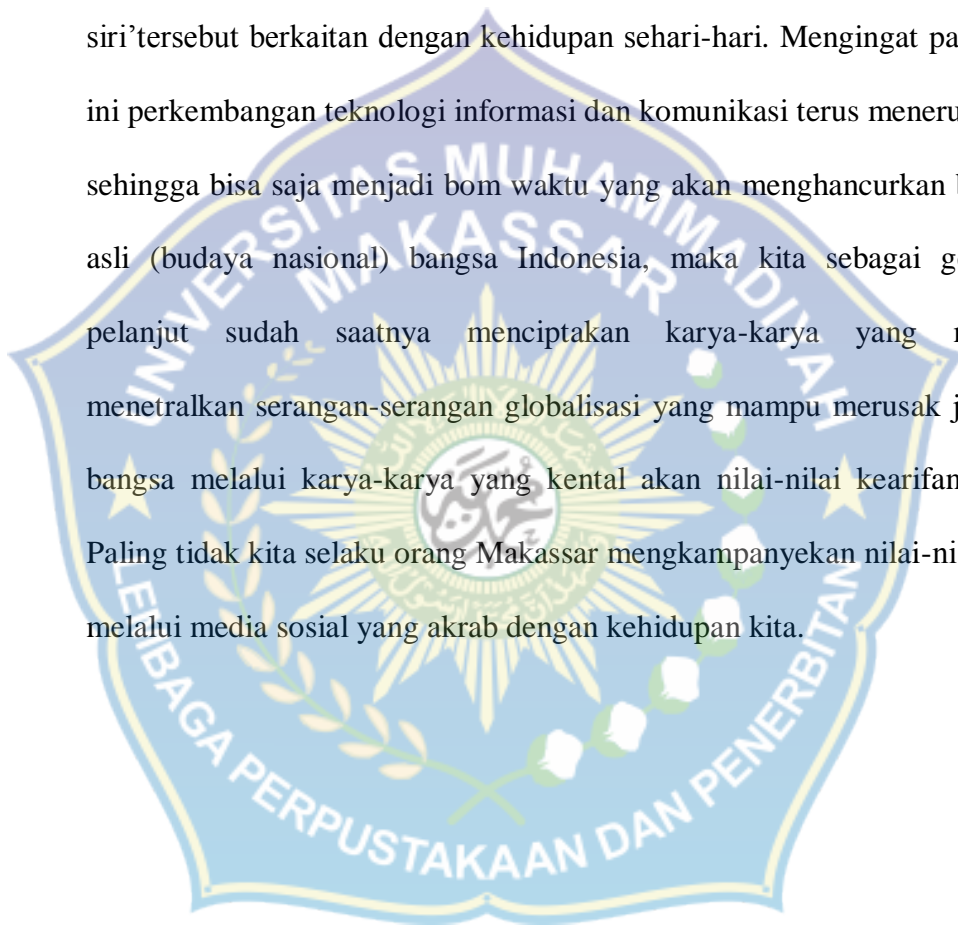 siri’tersebut berkaitan dengan kehidupan sehari-hari. Mengingat pa
ini perkembangan teknologi informasi dan komunikasi terus meneru
sehingga bisa saja menjadi bom waktu yang akan menghancurkan
asli (budaya nasional) bangsa Indonesia, maka kita sebagai g
pelanjut sudah saatnya menciptakan karya-karya yang
menetralkan serangan-serangan globalisasi yang mampu merusak j
bangsa melalui karya-karya yang kental akan nilai-nilai kearifan
Paling tidak kita selaku orang Makassar mengkampanyekan nilai-ni
melalui media sosial yang akrab dengan kehidupan kita.
UNIVERSITAS MUHAMMADIYAH
MAKASSAR
LEMBAGA PERPUSTAKAAN DAN PENERBITAN